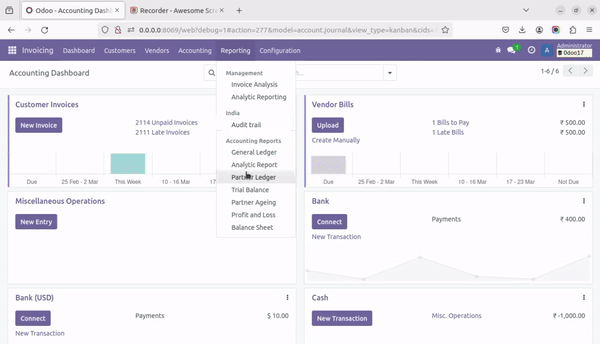 Odoo - Accounting Dash
Recorder - Awesome Scre
0.0.0.0:8069/web?debug=1#action=277&model=account.journal&view_type=kanban&cids=
Invoicing
Dashboard
Customers
Vendors
Accounting
Reporting
Configuration
Administrator
Odoo17
Accounting Dashboard
1-6 / 6
Management
Invoice Analysis
Analytic Reporting
India
Audit trail
Accounting Reports
General Ledger
Analytic Report
Partner Ledger
Trial Balance
Partner Ageing
Profit and Loss
Balance Sheet
Customer Invoices
New Invoice
2114 Unpaid Invoices
2111 Late Invoices
Due
25 Feb - 2 Mar
This Week
10 - 16 Mar
Vendor Bills
Upload
Create Manually
1 Bills to Pay
₹ 500.00
1 Late Bills
₹ 500.00
Due
25 Feb - 2 Mar
This Week
10 - 16 Mar
17 - 23 Mar
Not Due
Miscellaneous Operations
New Entry
Bank
Connect
New Transaction
Payments
₹ 400.00
Bank (USD)
Connect
New Transaction
Payments
$ 10.00
Cash
New Transaction
Misc. Operations
₹ -1,000.00